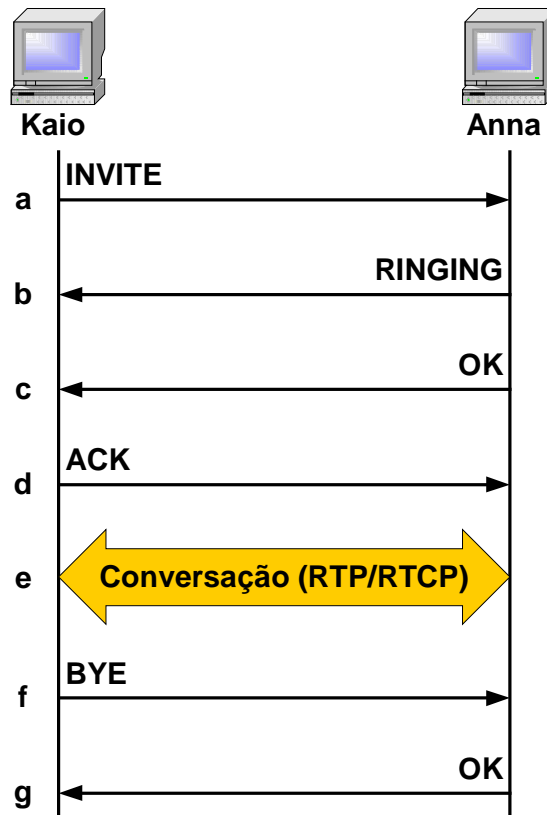 Kaio
Anna
INVITE
a
RINGING
b
OK
c
ACK
d
e
Conversação (RTP/RTCP)
BYE
f
OK
g